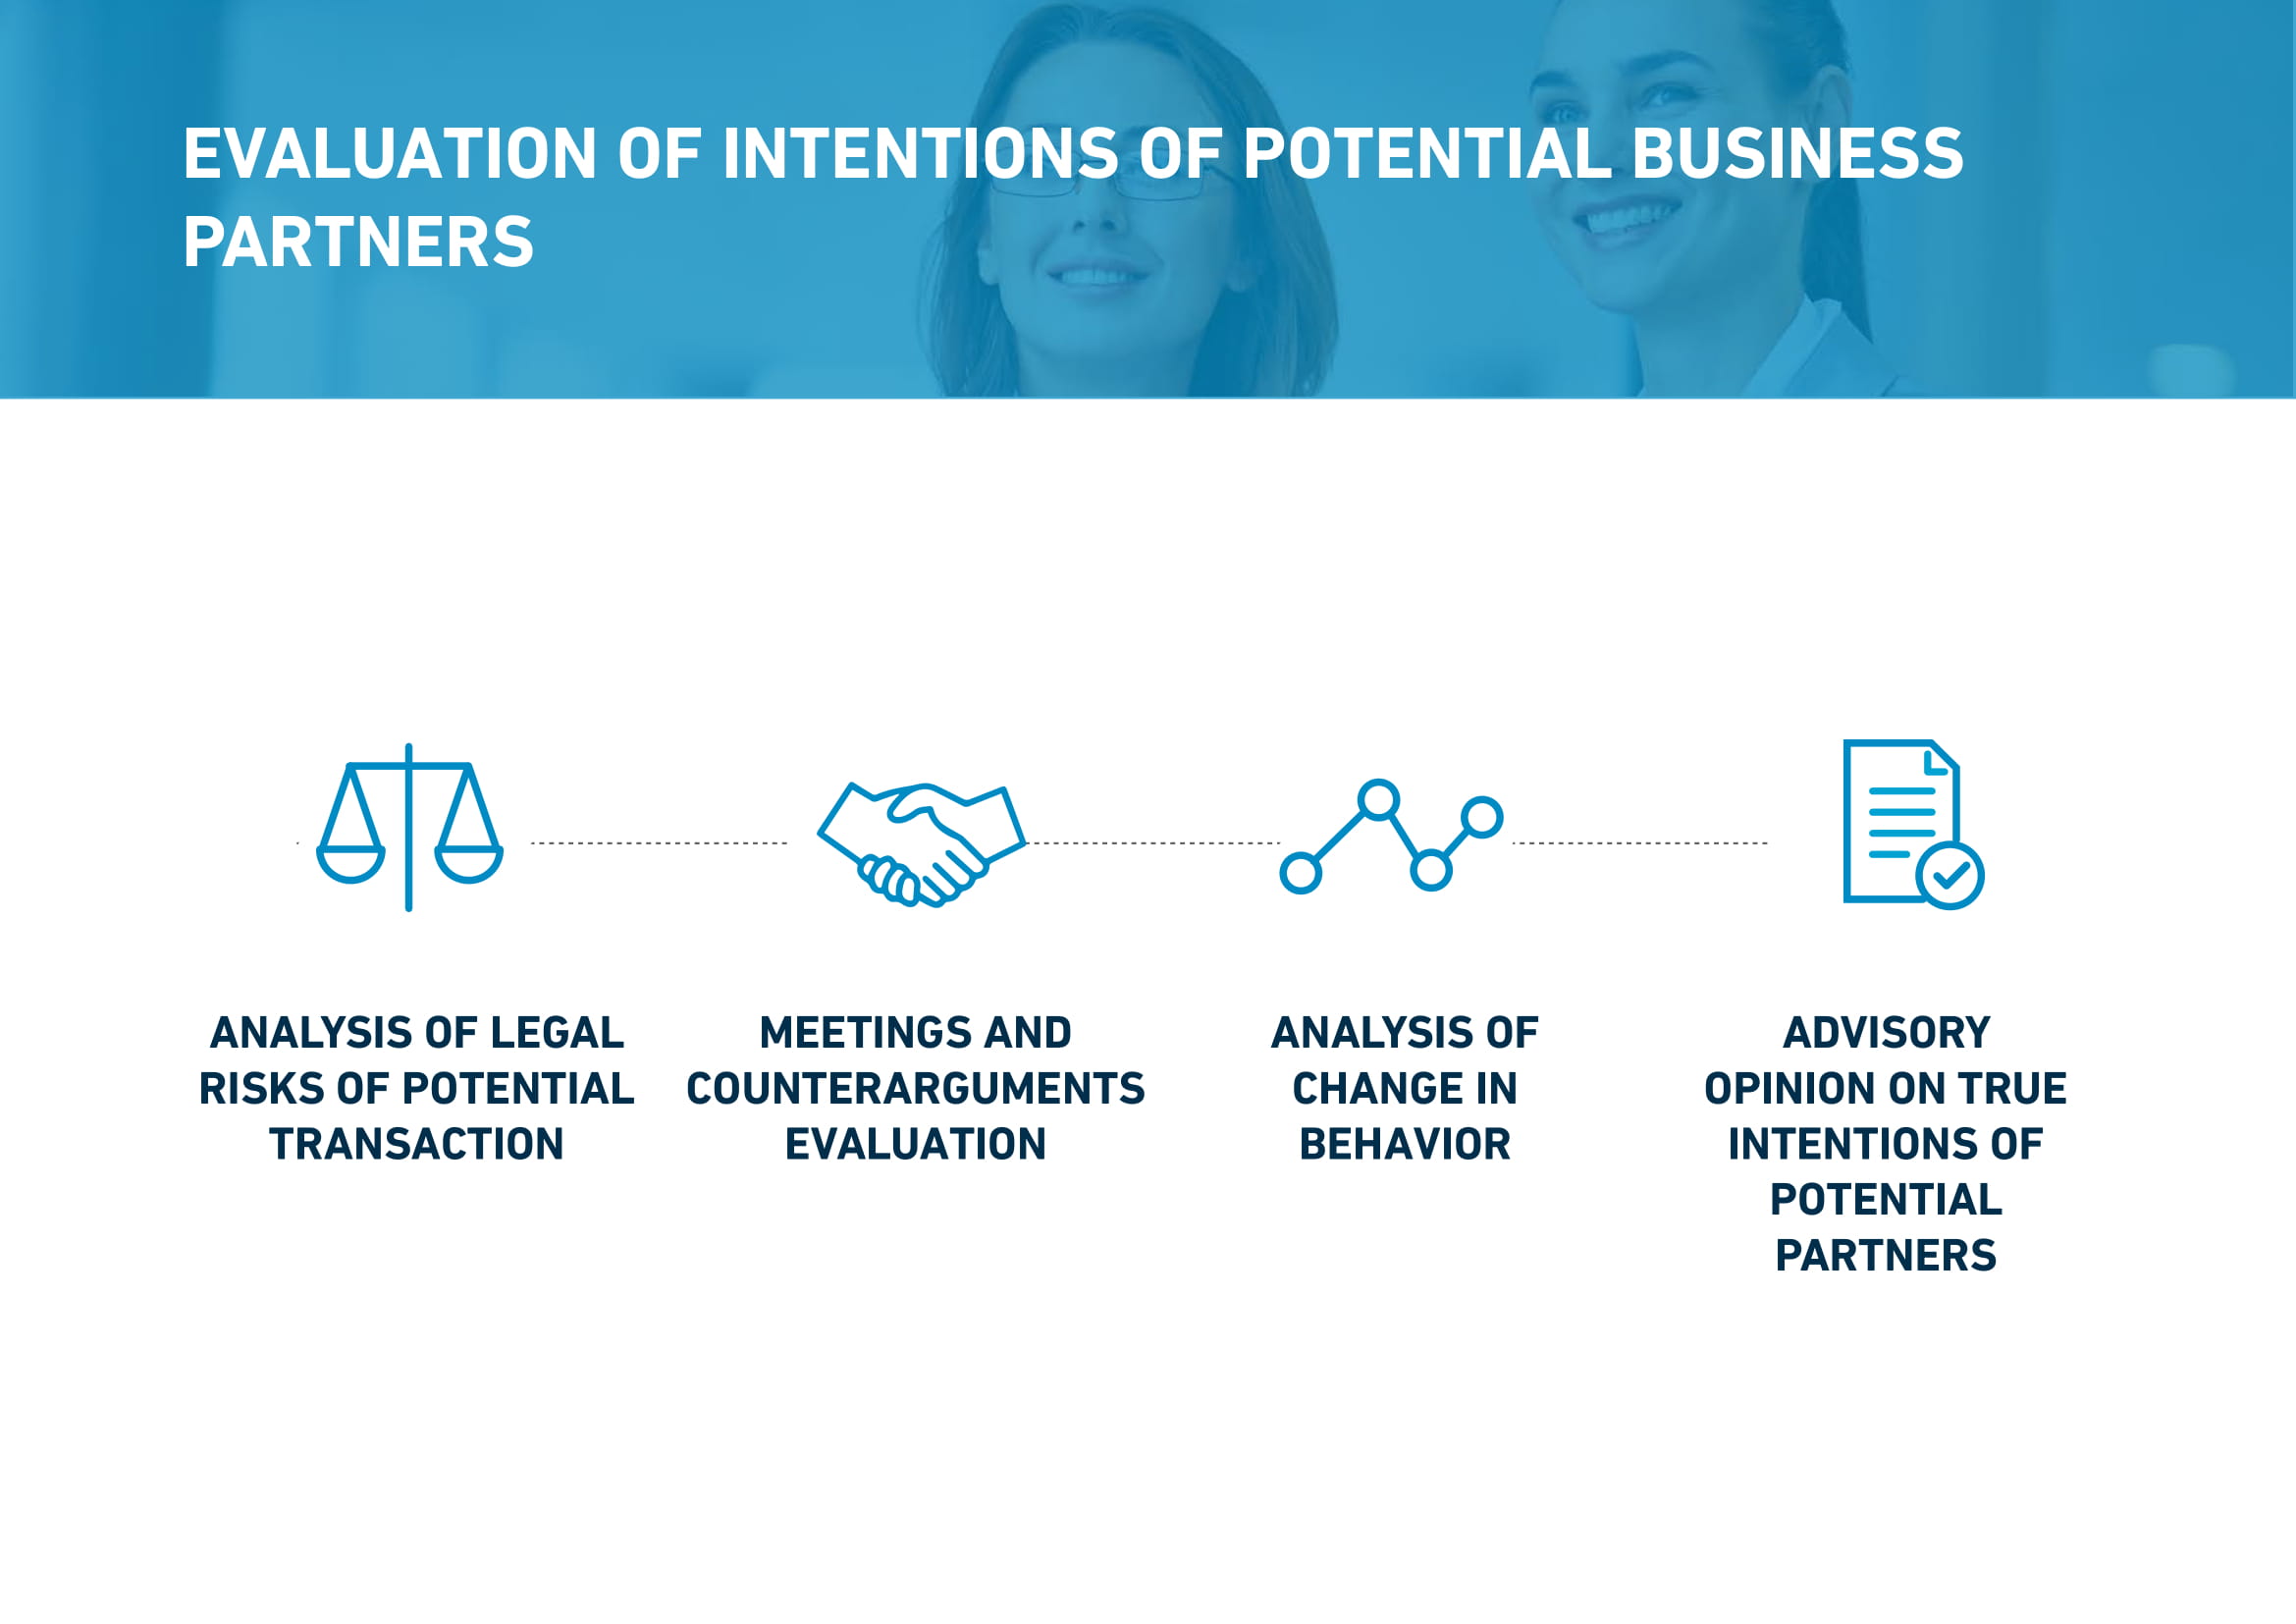 EVALUATION OF INTENTIONS OF POTENTIAL BUSINESS
PARTNERS
ANALYSIS OF LEGAL
RISKS OF POTENTIAL
TRANSACTION
MEETINGS AND
COUNTERARGUMENTS
EVALUATION
ANALYSIS OF
CHANGE IN
BEHAVIOR
ADVISORY
OPINION ON TRUE
INTENTIONS OF
POTENTIAL
PARTNERS